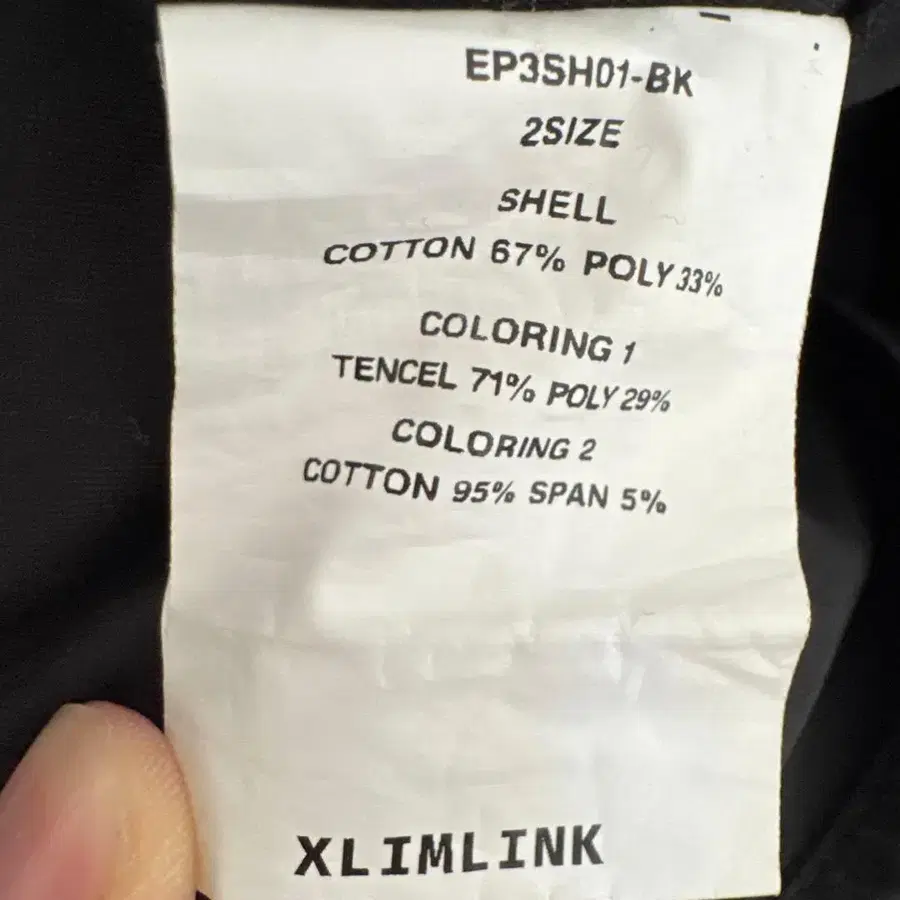 EP3SH01-BK
2SIZE
SHELL
COTTON 67% POLY 33%
COLORING 1
TENCEL 71% POLY 29%
COLORING 2
COTTON 95% SPAN 5%
XLIMLINK